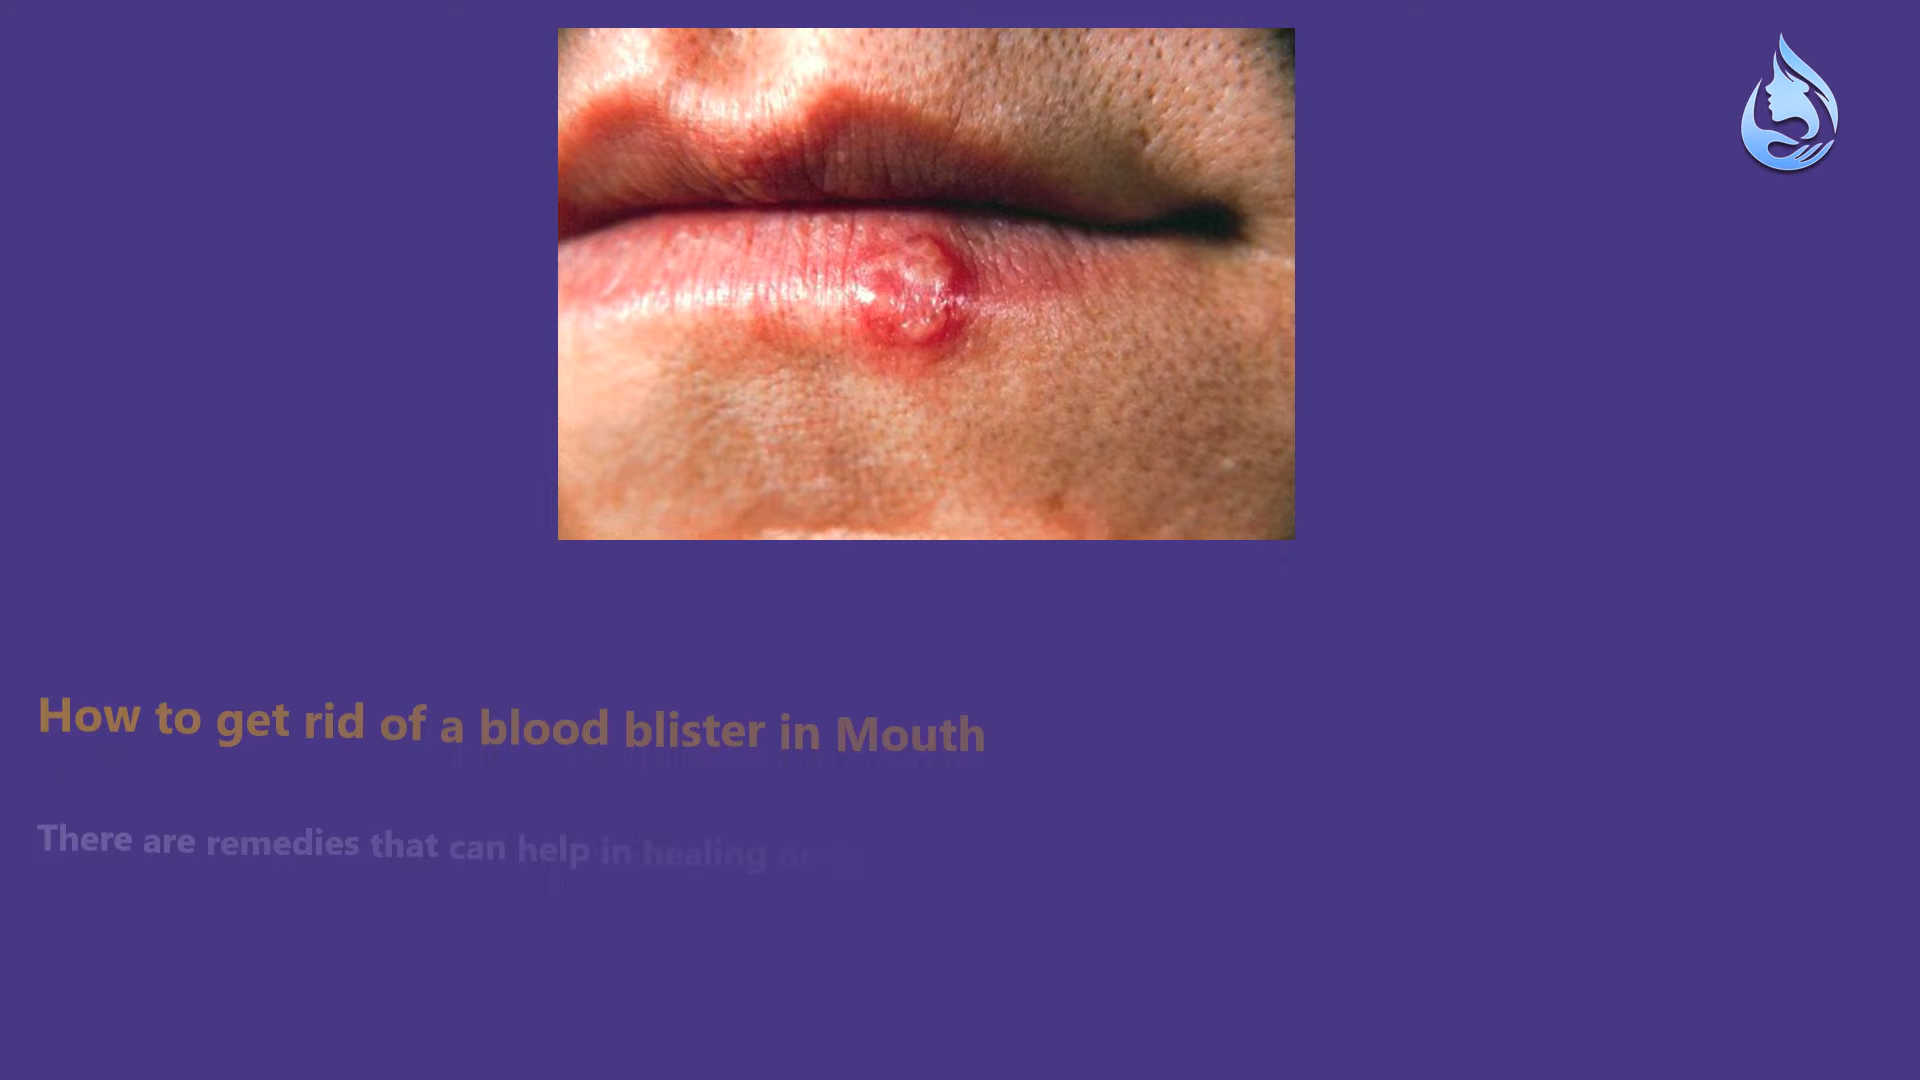 How to get rid of a blood blister in Mouth
There are remedies that can help in healing